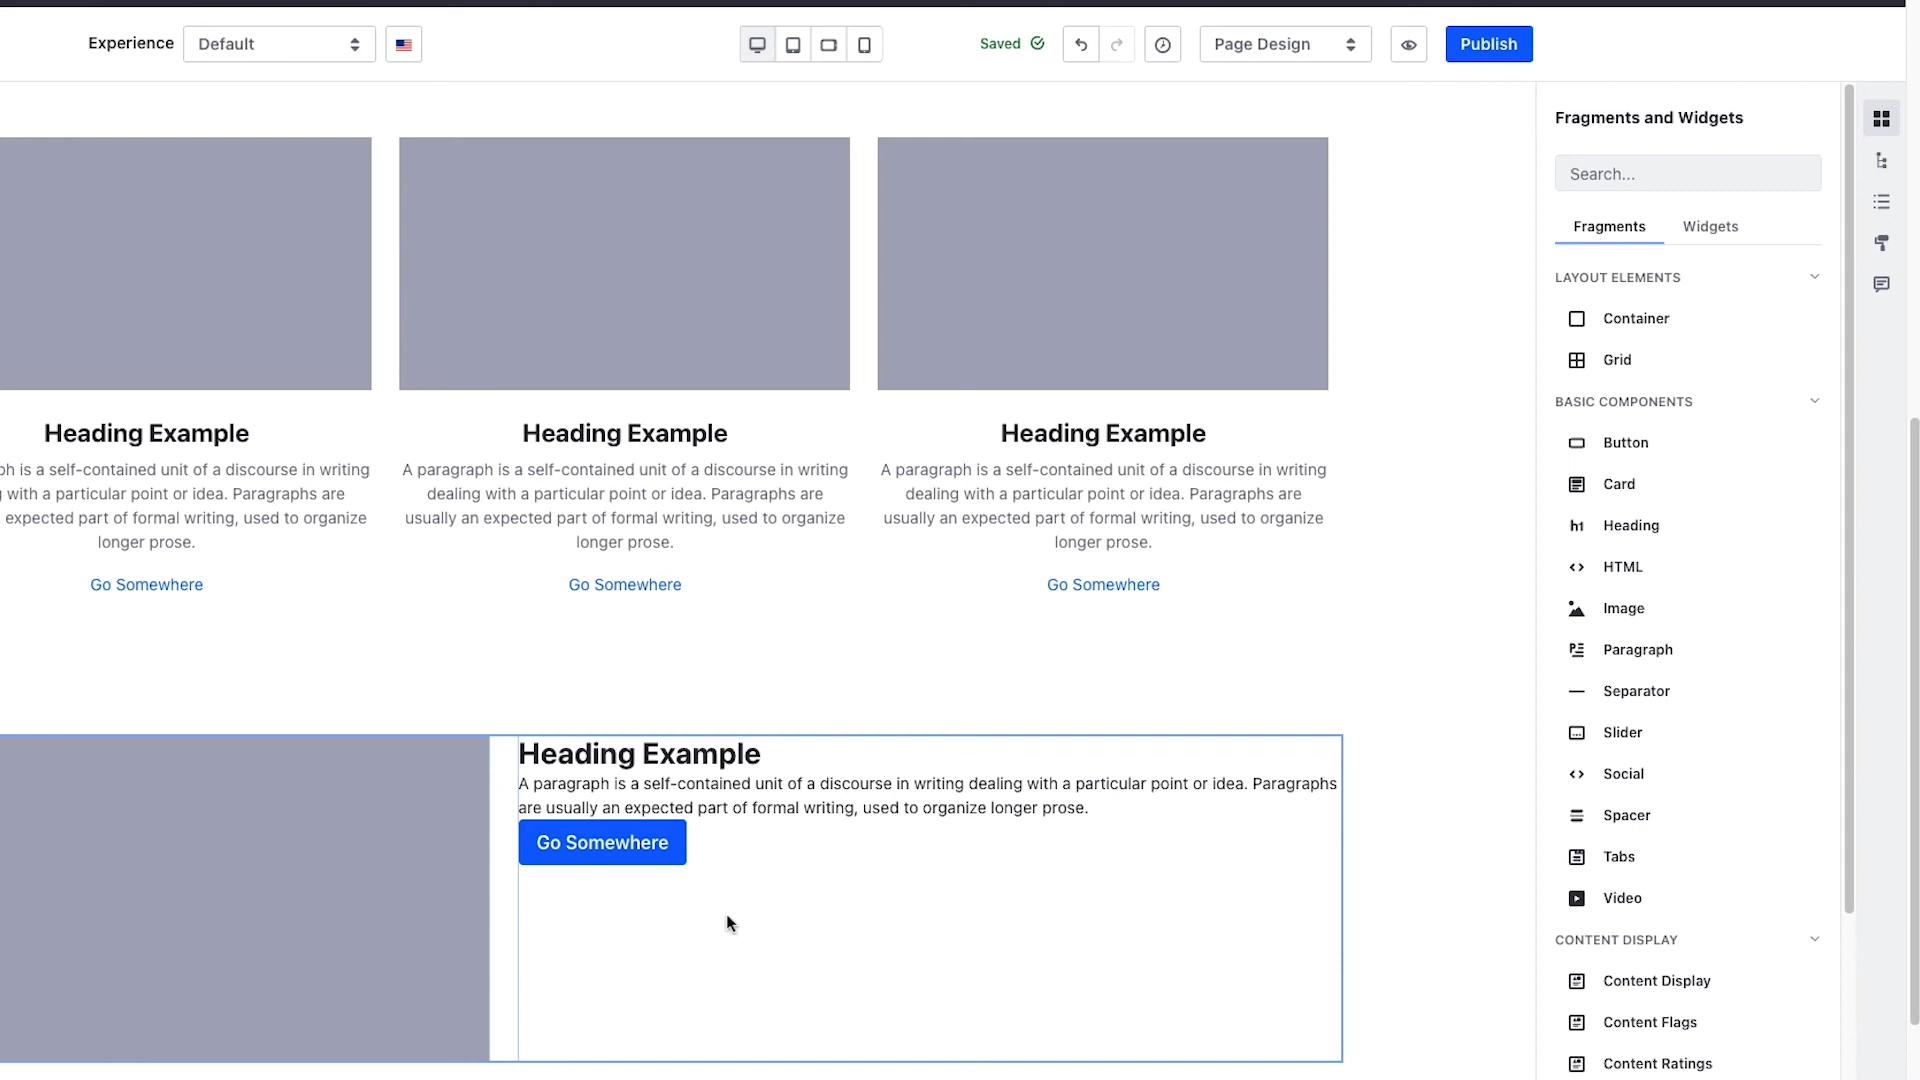 Experience
Default
Saved
Page Design
Publish
Fragments and Widgets
Search...
Fragments
Widgets
LAYOUT ELEMENTS
Container
Grid
BASIC COMPONENTS
Button
Card
h1 Heading
HTML
Image
Paragraph
Separator
Slider
Social
Spacer
Tabs
Video
CONTENT DISPLAY
Content Display
Content Flags
Content Ratings
Heading Example
ph is a self-contained unit of a discourse in writing
with a particular point or idea. Paragraphs are
expected part of formal writing, used to organize
longer prose.
Go Somewhere
Heading Example
A paragraph is a self-contained unit of a discourse in writing
dealing with a particular point or idea. Paragraphs are
usually an expected part of formal writing, used to organize
longer prose.
Go Somewhere
Heading Example
A paragraph is a self-contained unit of a discourse in writing
dealing with a particular point or idea. Paragraphs are
usually an expected part of formal writing, used to organize
longer prose.
Go Somewhere
Heading Example
A paragraph is a self-contained unit of a discourse in writing dealing with a particular point or idea. Paragraphs
are usually an expected part of formal writing, used to organize longer prose.
Go Somewhere